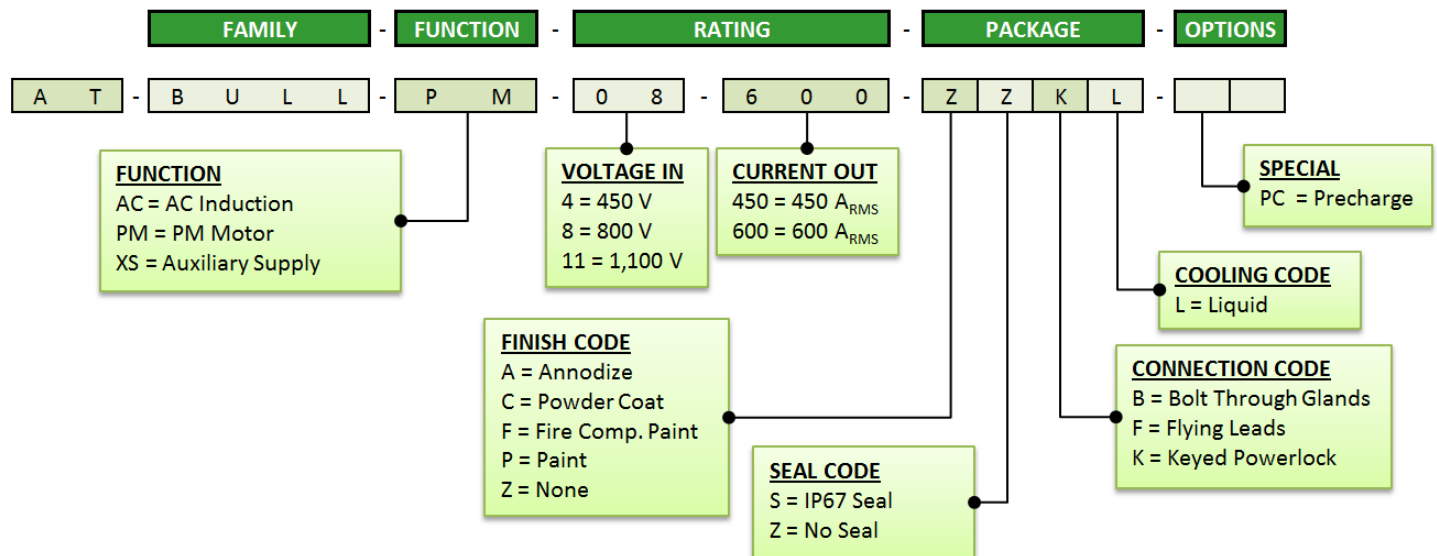 FAMILY - FUNCTION - RATING - PACKAGE - OPTIONS
A T - B U L L - P M - 0 8 - 6 0 0 - Z Z K L -
FUNCTION
AC = AC Induction
PM = PM Motor
XS = Auxiliary Supply
VOLTAGE IN
4 = 450 V
8 = 800 V
11 = 1,100 V
CURRENT OUT
450 = 450 ARMS
600 = 600 ARMS
SPECIAL
PC = Precharge
COOLING CODE
L = Liquid
FINISH CODE
A = Annodize
C = Powder Coat
F = Fire Comp. Paint
P = Paint
Z = None
SEAL CODE
S = IP67 Seal
Z = No Seal
CONNECTION CODE
B = Bolt Through Glands
F = Flying Leads
K = Keyed Powerlock